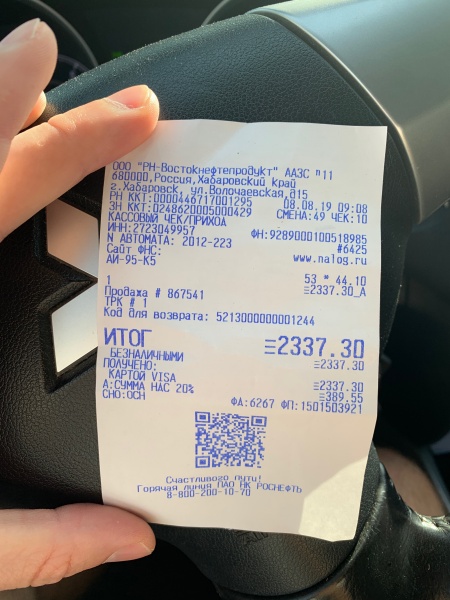 ООО "РН-Востокнефтепродукт" ААЗС п11
680000,Россия,Хабаровский край
г.Хабаровск, ул.Волочаевская,д15
РН ККТ:0000446717001295 08.08.19 09:08
ЗН ККТ:0248620005000429 СМЕНА:49 ЧЕК:10
КАССОВЫЙ ЧЕК/ПРИХОД
ИНН:2723049957 ФН:9289000100518985
N АВТОМАТА: 2012-223 #6425
Сайт ФНС: www.nalog.ru
АИ-95-К5
1 53 * 44.10
Продажа # 867541 ≡2337.30_А
ТРК # 1
Код для возврата: 5213000000001244
ИТОГ ≡2337.30
БЕЗНАЛИЧНЫМИ ≡2337.30
ПОЛУЧЕНО:
КАРТОЙ VISA ≡2337.30
А:СУММА НДС 20% ≡389.55
СНО:ОСН ФД:6267 ФП:1501503921
Счастливого пути!
Горячая линия ПАО НК РОСНЕФТЬ
8-800-200-10-70